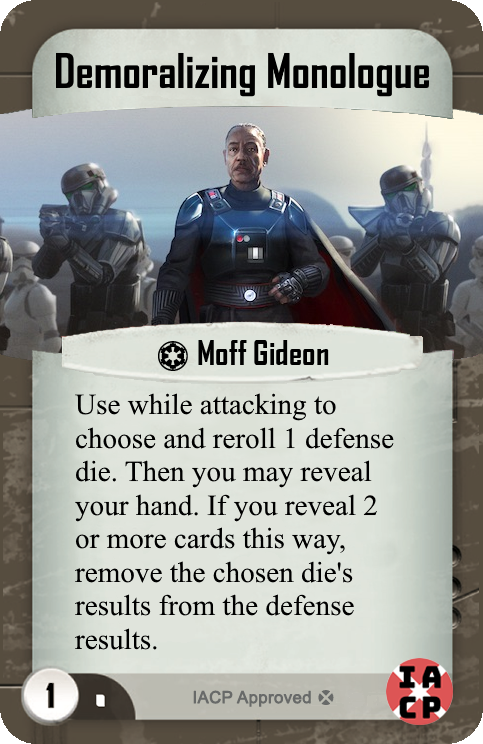 Demoralizing Monologue
Moff Gideon
Use while attacking to
choose and reroll 1 defense
die. Then you may reveal
your hand. If you reveal 2
or more cards this way,
remove the chosen die's
results from the defense
results.
1
IACP Approved
IA
CP